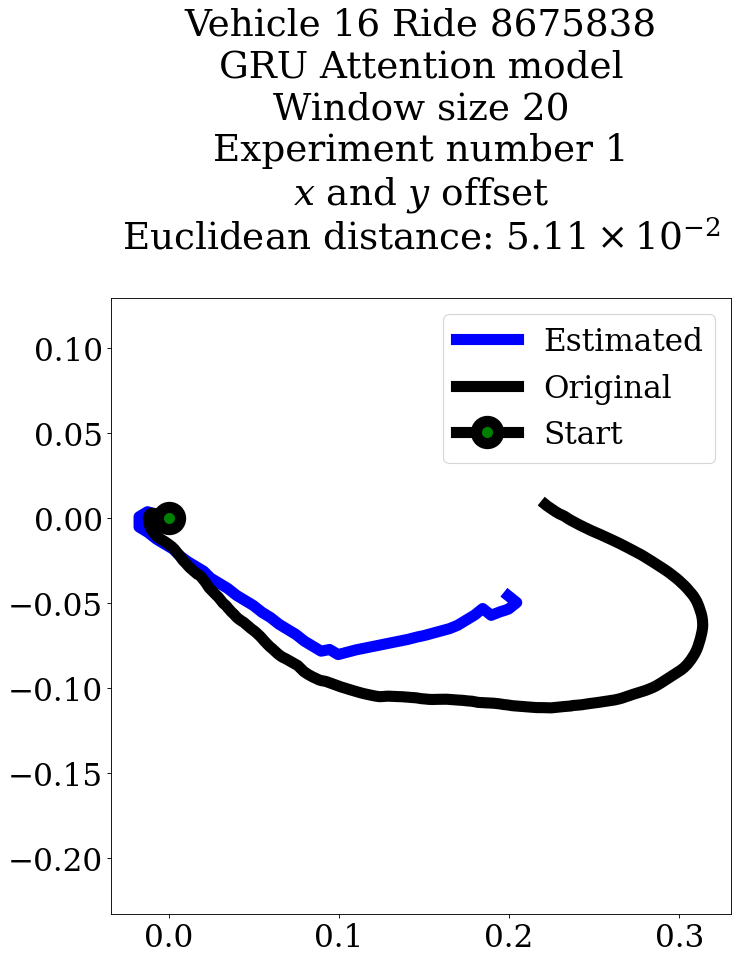 Vehicle 16 Ride 8675838
GRU Attention model
Window size 20
Experiment number 1
x and y offset
Euclidean distance: 5.11 × 10⁻²
Estimated
Original
Start
0.10
0.05
0.00
−0.05
−0.10
−0.15
−0.20
0.0 0.1 0.2 0.3